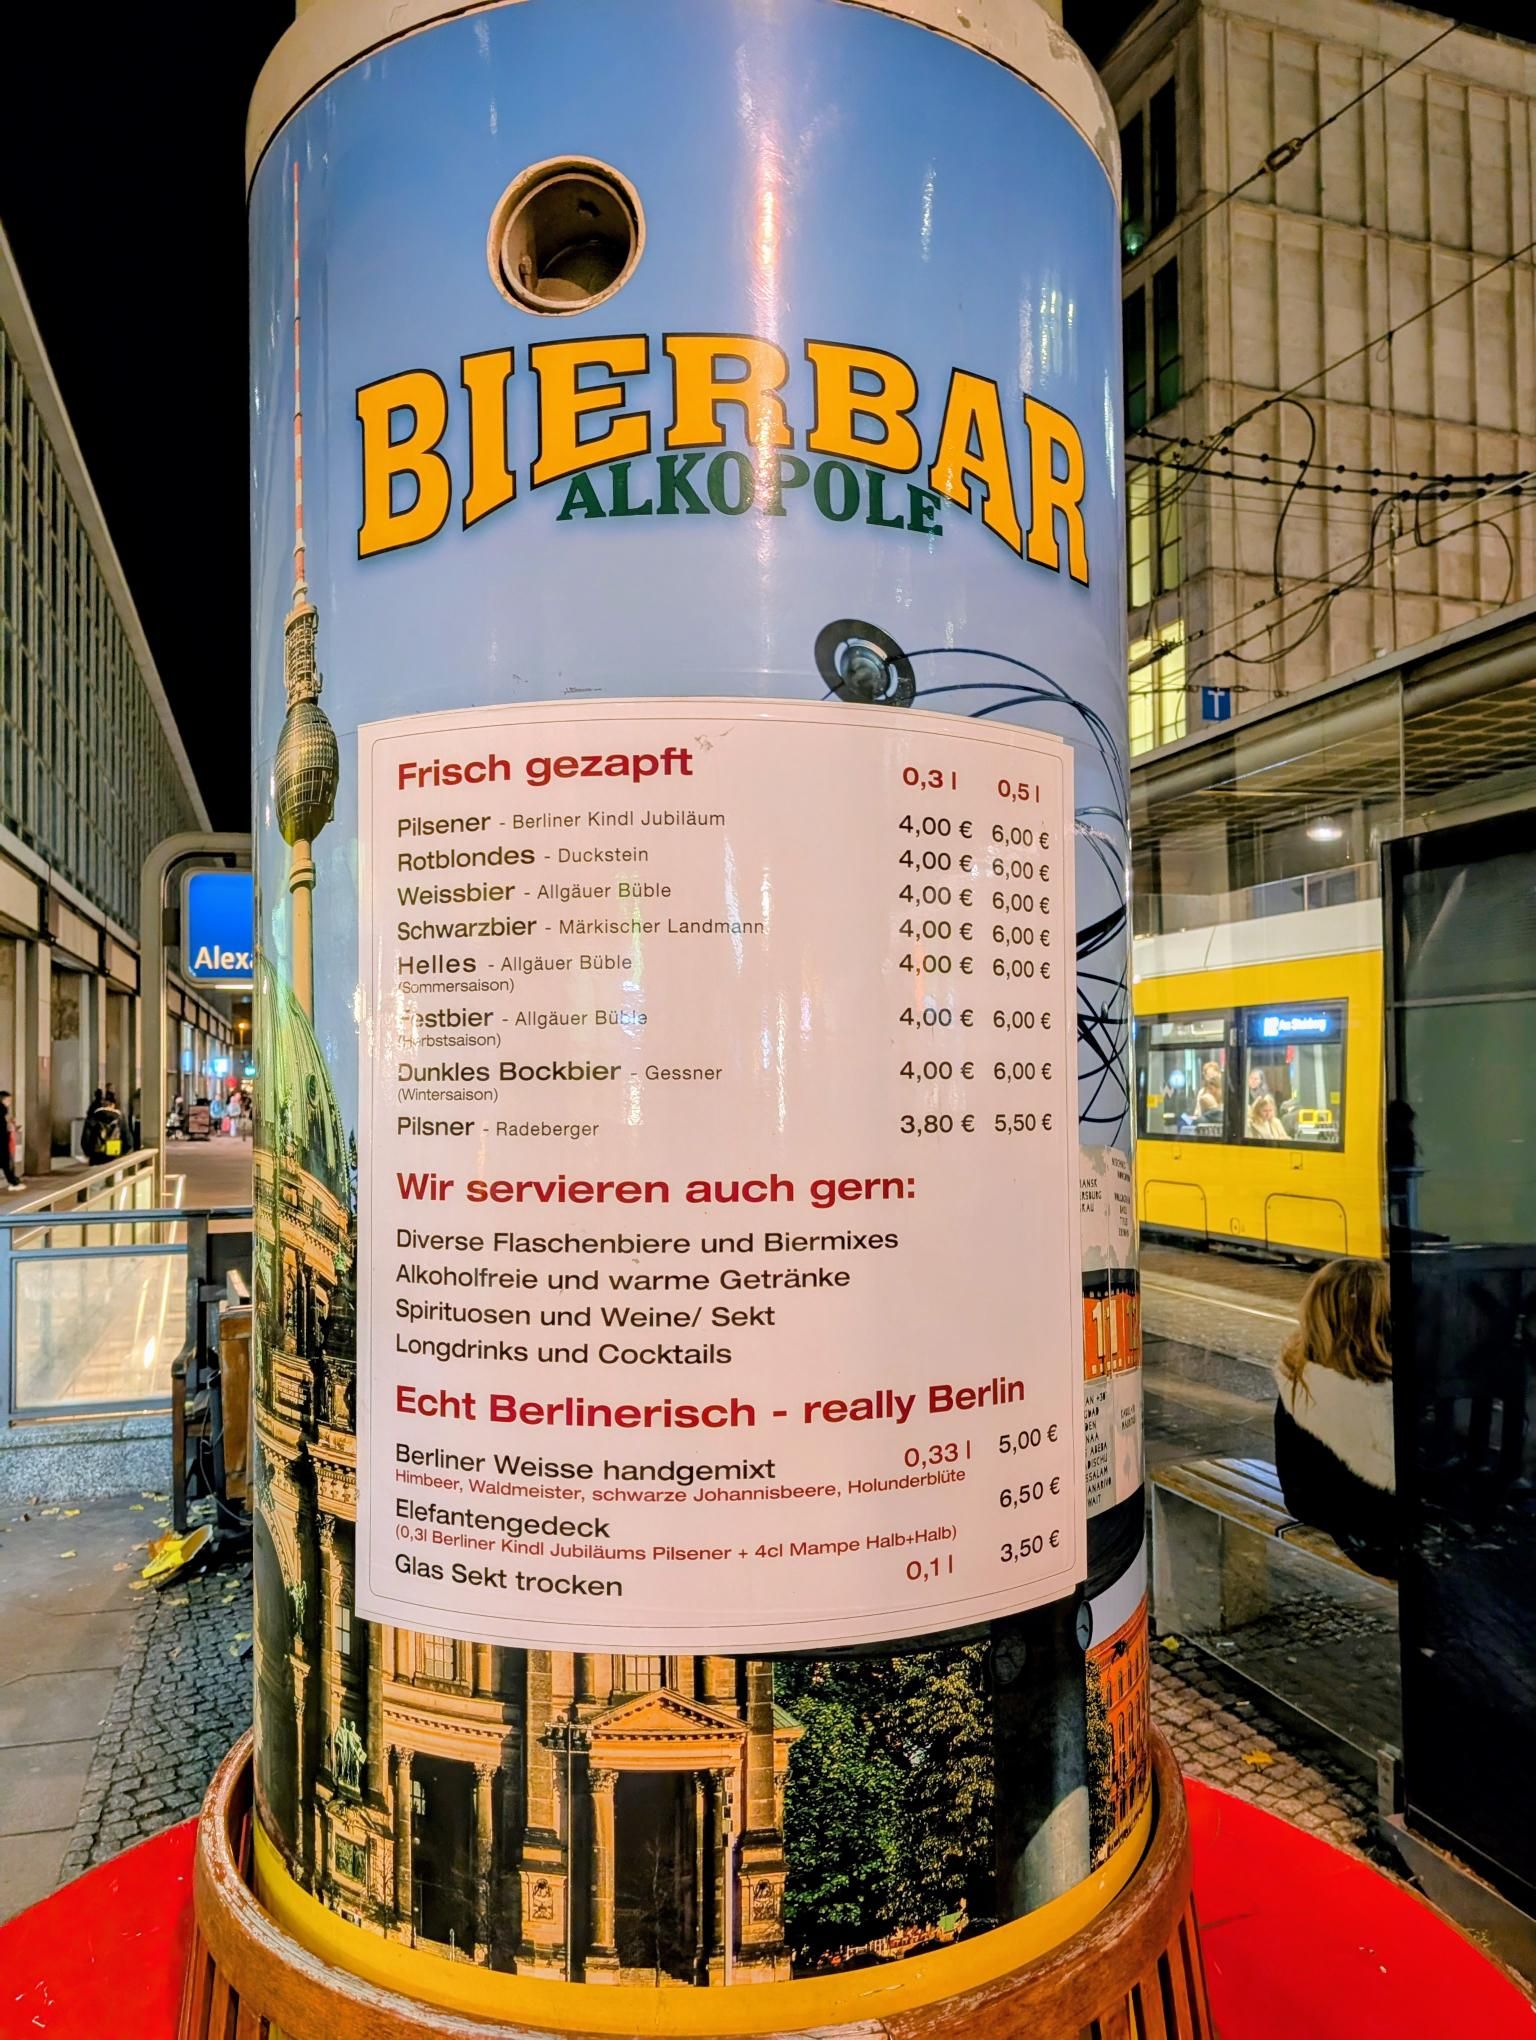 BIERBAR
ALKOPOLE
Frisch gezapft 0,3 l 0,5 l
Pilsener - Berliner Kindl Jubiläum 4,00 € 6,00 €
Rotblondes - Duckstein 4,00 € 6,00 €
Weissbier - Allgäuer Büble 4,00 € 6,00 €
Schwarzbier - Märkischer Landmann 4,00 € 6,00 €
Helles - Allgäuer Büble 4,00 € 6,00 €
(Sommersaison)
Festbier - Allgäuer Büble 4,00 € 6,00 €
(Herbstsaison)
Dunkles Bockbier - Gessner 4,00 € 6,00 €
(Wintersaison)
Pilsner - Radeberger 3,80 € 5,50 €
Wir servieren auch gern:
Diverse Flaschenbiere und Biermixes
Alkoholfreie und warme Getränke
Spirituosen und Weine/ Sekt
Longdrinks und Cocktails
Echt Berlinerisch - really Berlin
Berliner Weisse handgemixt 0,33 l 5,00 €
Himbeer, Waldmeister, schwarze Johannisbeere, Holunderblüte
Elefantengedeck 6,50 €
(0,3l Berliner Kindl Jubiläums Pilsener + 4cl Mampe Halb+Halb)
Glas Sekt trocken 0,1 l 3,50 €
Alexa
T